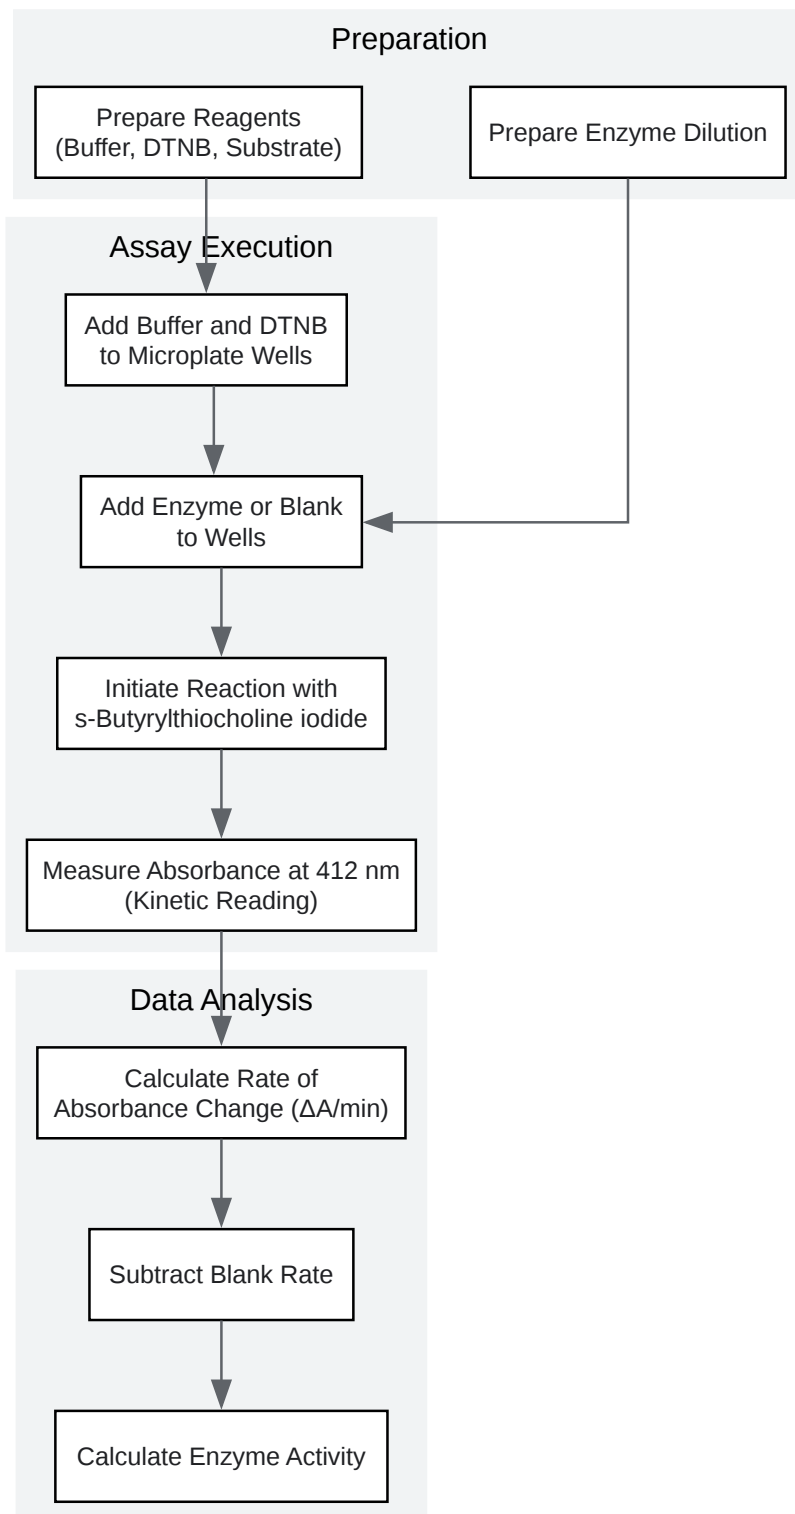 Preparation
Prepare Reagents
(Buffer, DTNB, Substrate)
Prepare Enzyme Dilution
Assay Execution
Add Buffer and DTNB
to Microplate Wells
Add Enzyme or Blank
to Wells
Initiate Reaction with
s-Butyrylthiocholine iodide
Measure Absorbance at 412 nm
(Kinetic Reading)
Data Analysis
Calculate Rate of
Absorbance Change (ΔA/min)
Subtract Blank Rate
Calculate Enzyme Activity